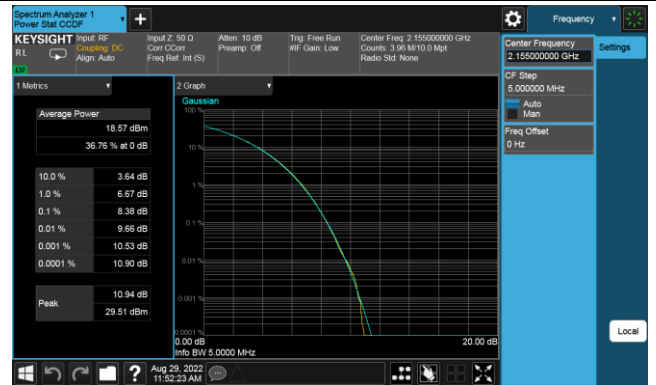 Spectrum Analyzer 1
Power Stat CCDF
Frequency
KEYSIGHT
RL
Input: RF
Coupling: DC
Align: Auto
Input Z: 50 Ω
Corr CCorr
Freq Ref: Int (S)
Atten: 10 dB
Preamp: Off
Trig: Free Run
#IF Gain: Low
Center Freq: 2.155000000 GHz
Counts: 3.96 M/10.0 Mpt
Radio Std: None
Center Frequency
2.155000000 GHz
Settings
CF Step
5.000000 MHz
Auto
Man
Freq Offset
0 Hz
1 Metrics
Average Power
18.57 dBm
36.76 % at 0 dB
10.0 % 3.64 dB
1.0 % 6.67 dB
0.1 % 8.38 dB
0.01 % 9.66 dB
0.001 % 10.53 dB
0.0001 % 10.90 dB
Peak
10.94 dB
29.51 dBm
2 Graph
Gaussian
100 %
10 %
1 %
0.1 %
0.01 %
0.001 %
0.0001 %
0.00 dB
20.00 dB
Info BW 5.0000 MHz
Local
?
Aug 29, 2022
11:52:23 AM